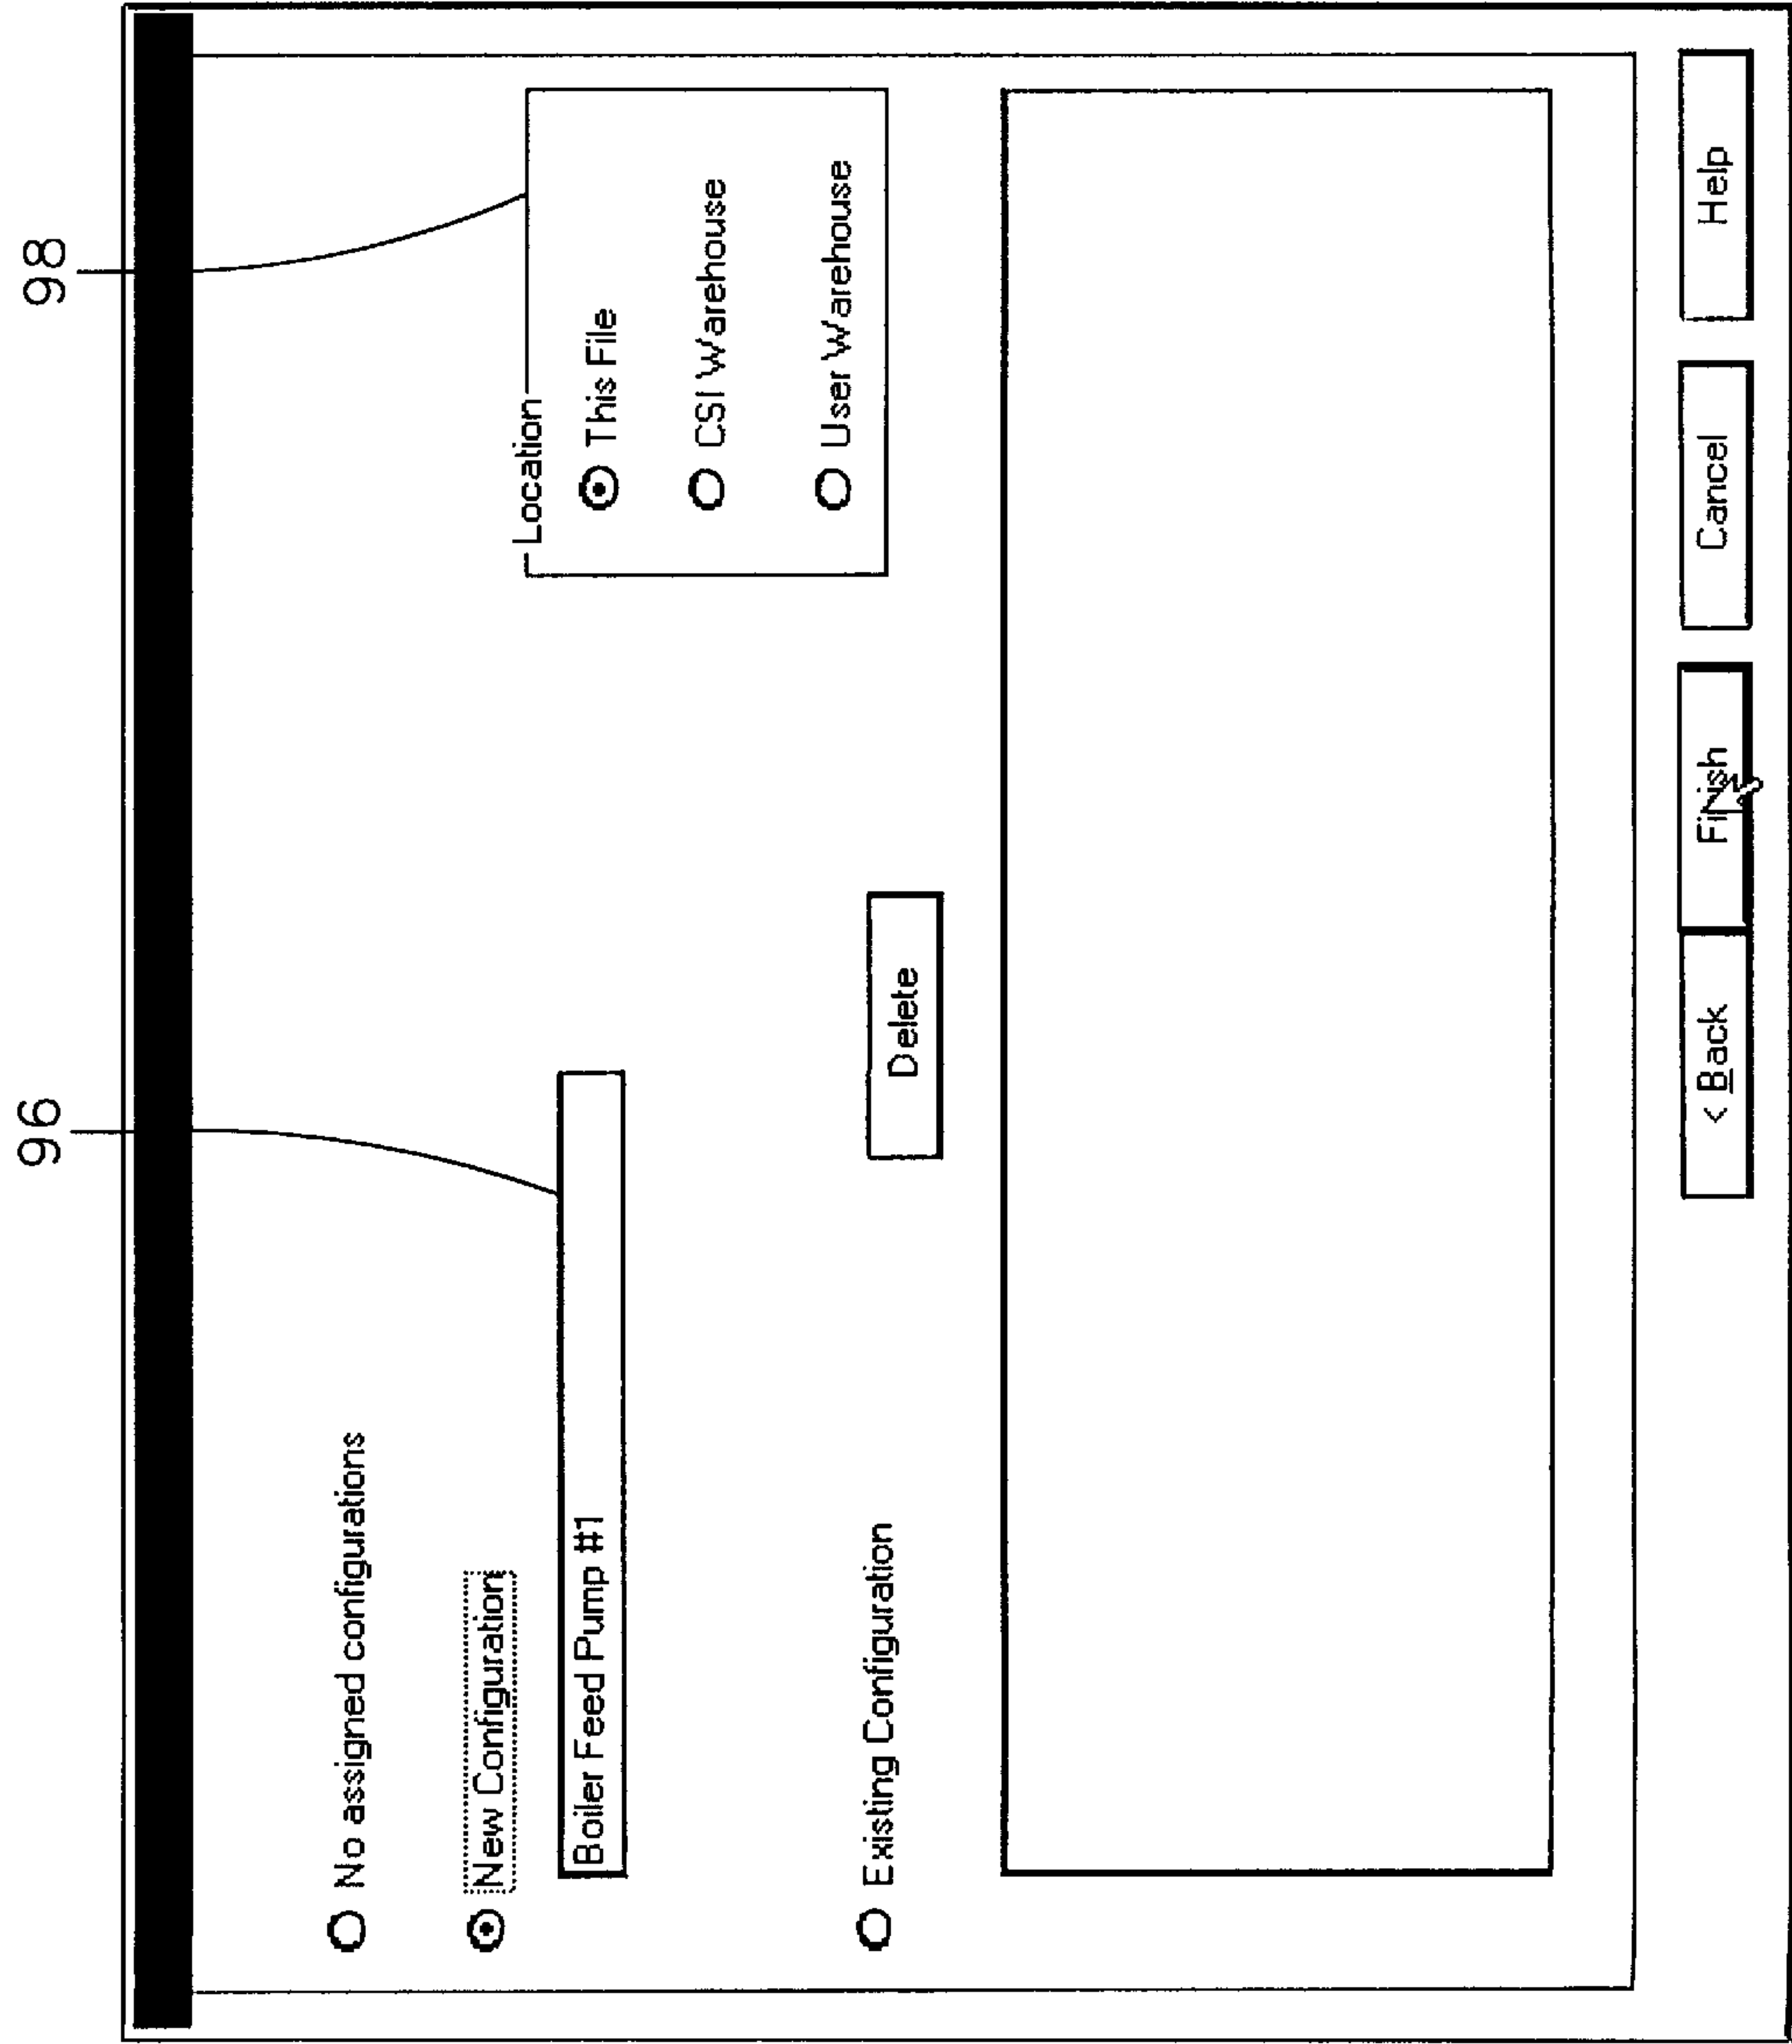 96
98
No assigned configurations
New Configuration
Boiler Feed Pump #1
Location
This File
CSI Warehouse
User Warehouse
Existing Configuration
Delete
< Back
Finish
Cancel
Help